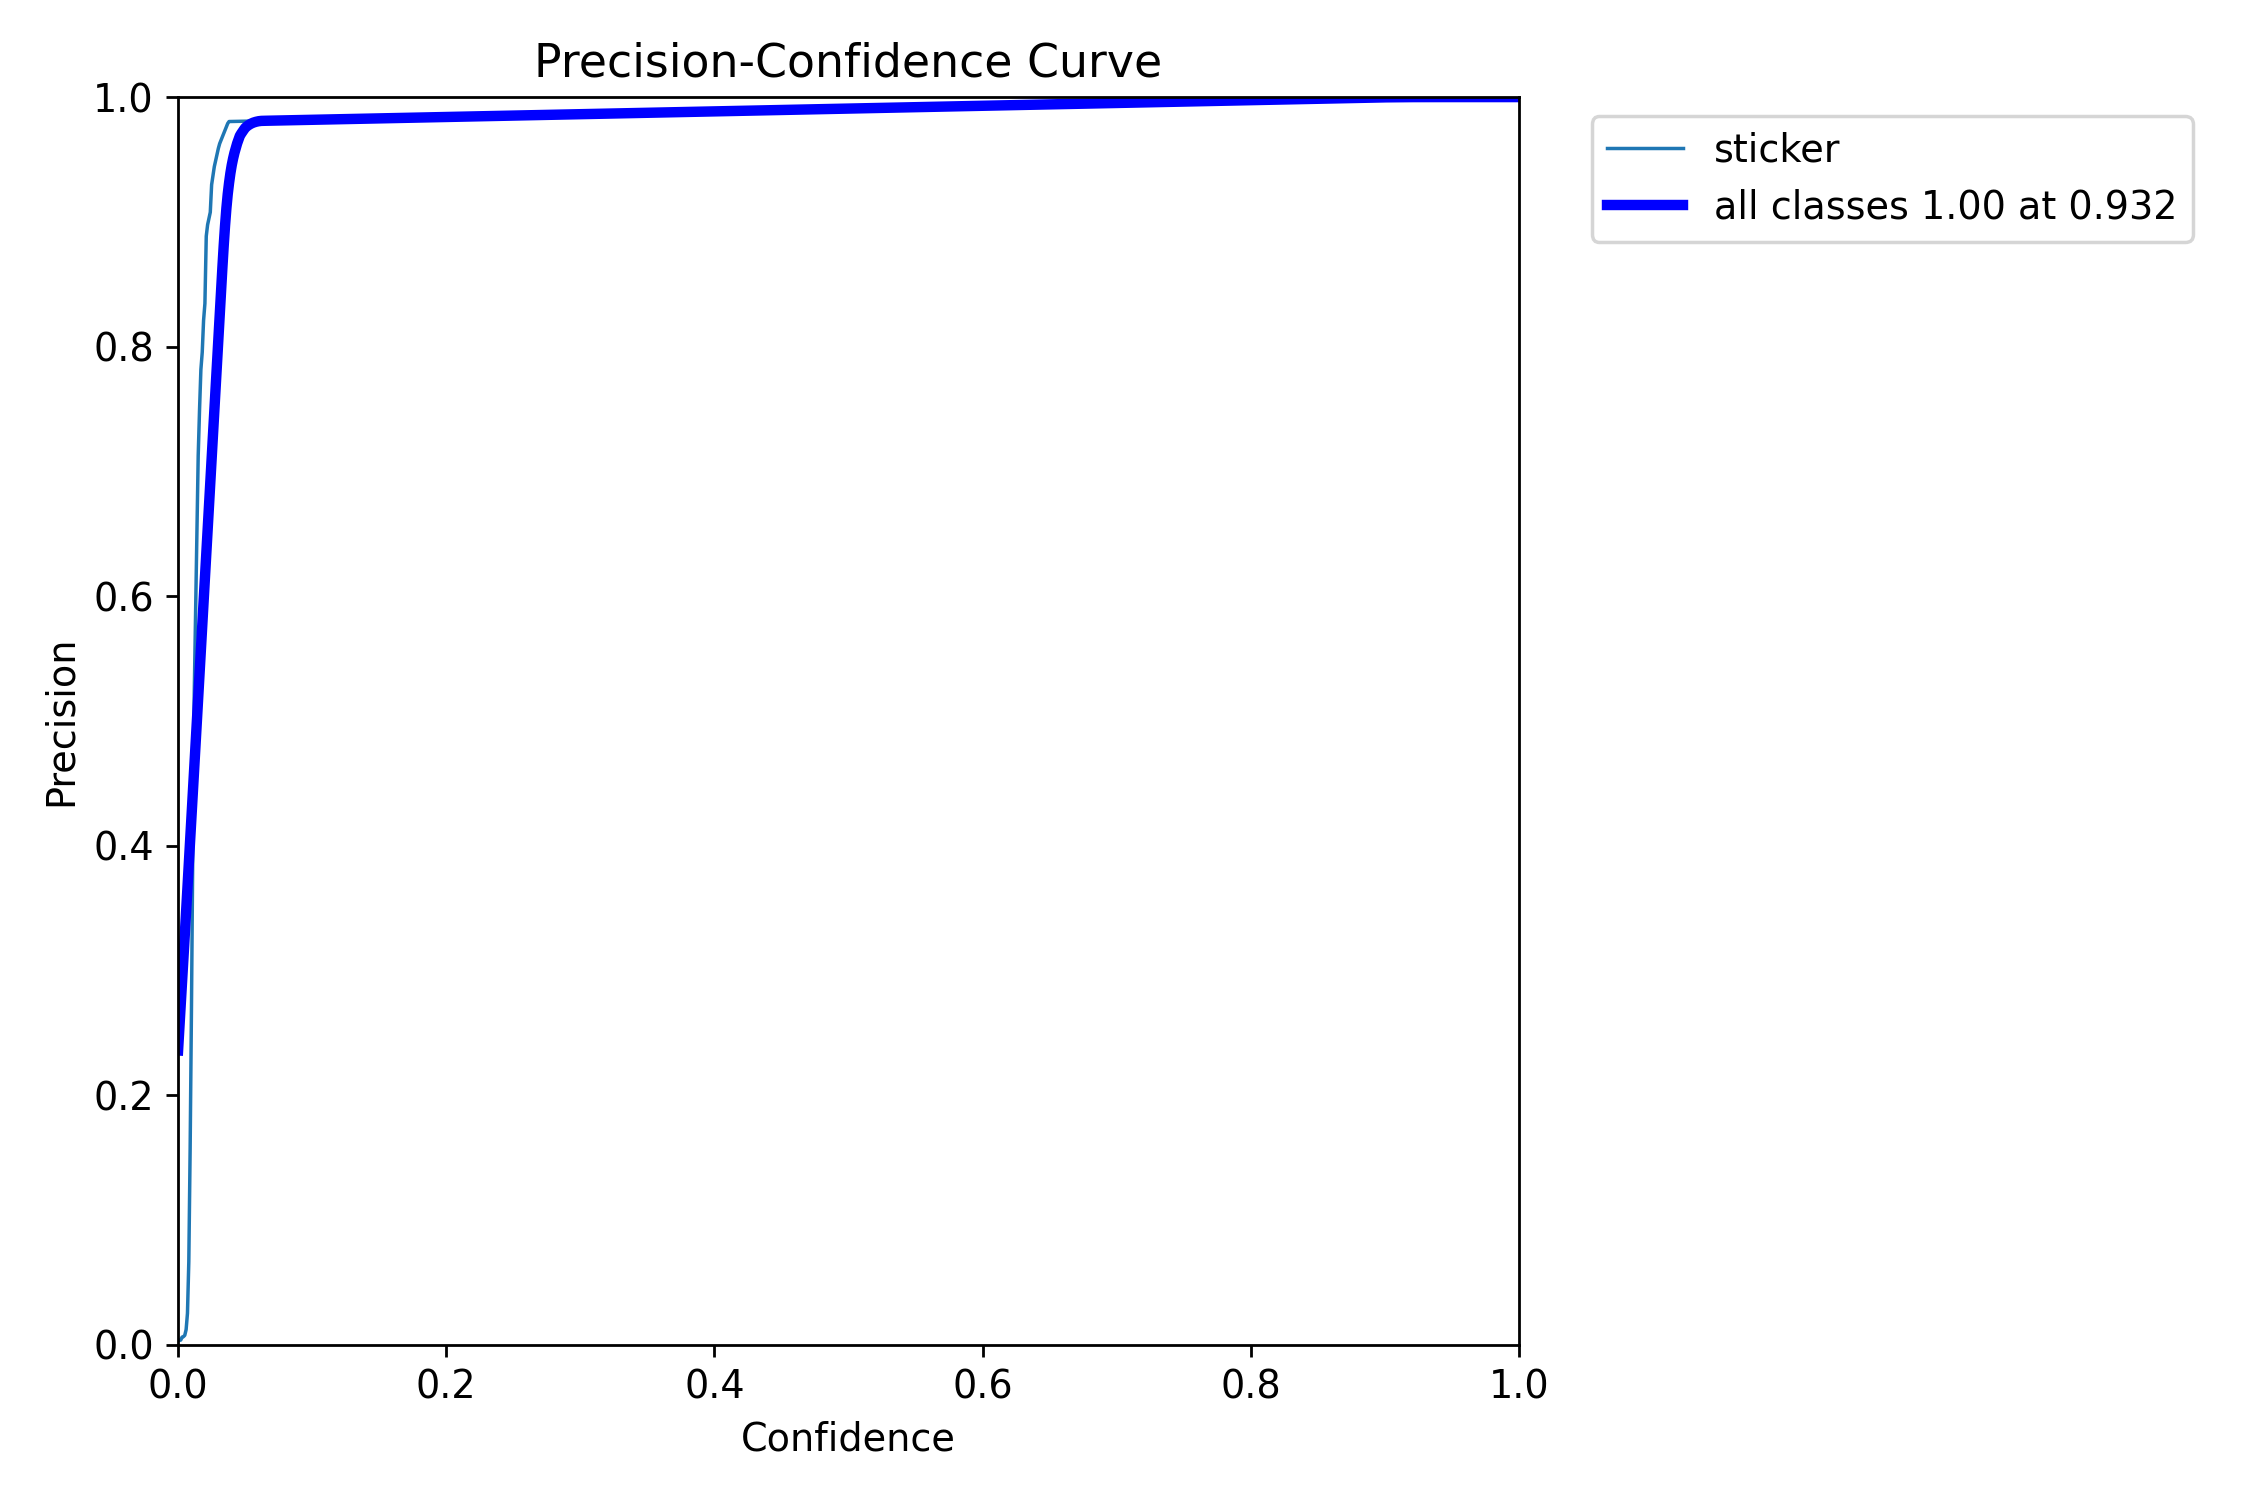 Precision-Confidence Curve
1.0
0.8
0.6
0.4
0.2
0.0
Precision
0.0 0.2 0.4 0.6 0.8 1.0
Confidence
sticker
all classes 1.00 at 0.932